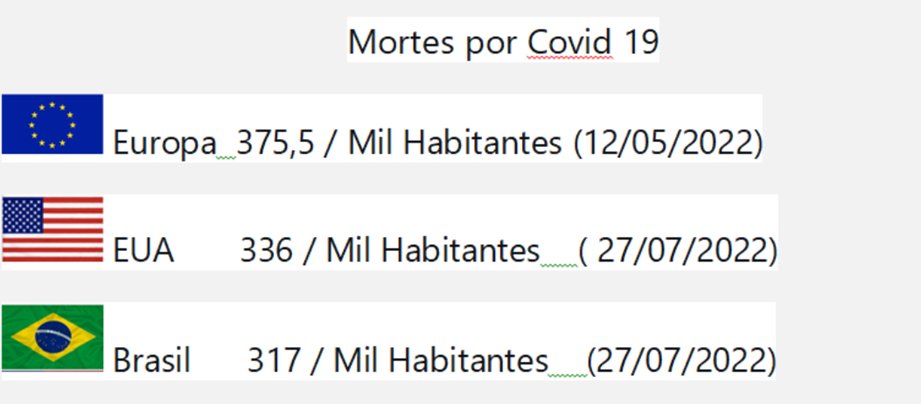 Mortes por Covid 19
Europa 375,5 / Mil Habitantes (12/05/2022)
EUA 336 / Mil Habitantes ( 27/07/2022)
Brasil 317 / Mil Habitantes (27/07/2022)